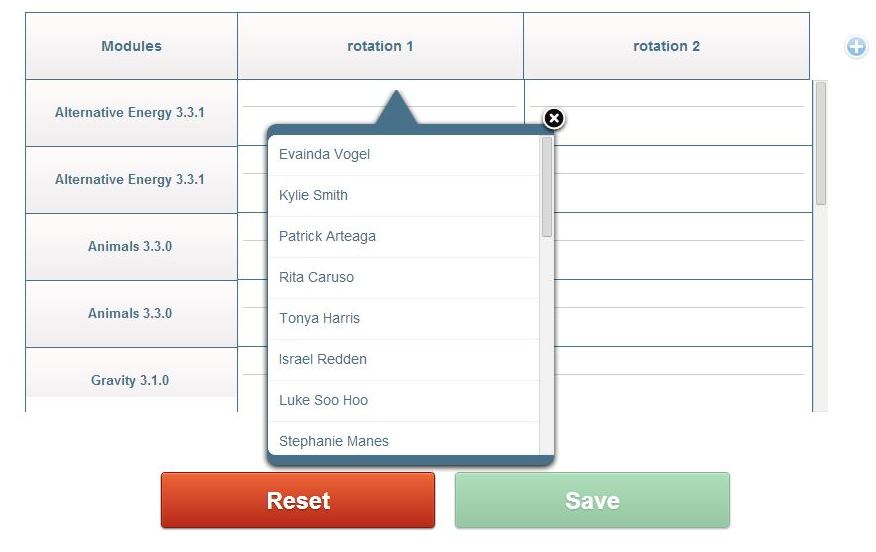 Modules
rotation 1
rotation 2
Alternative Energy 3.3.1
Alternative Energy 3.3.1
Animals 3.3.0
Animals 3.3.0
Gravity 3.1.0
Evainda Vogel
Kylie Smith
Patrick Arteaga
Rita Caruso
Tonya Harris
Israel Redden
Luke Soo Hoo
Stephanie Manes
Reset
Save